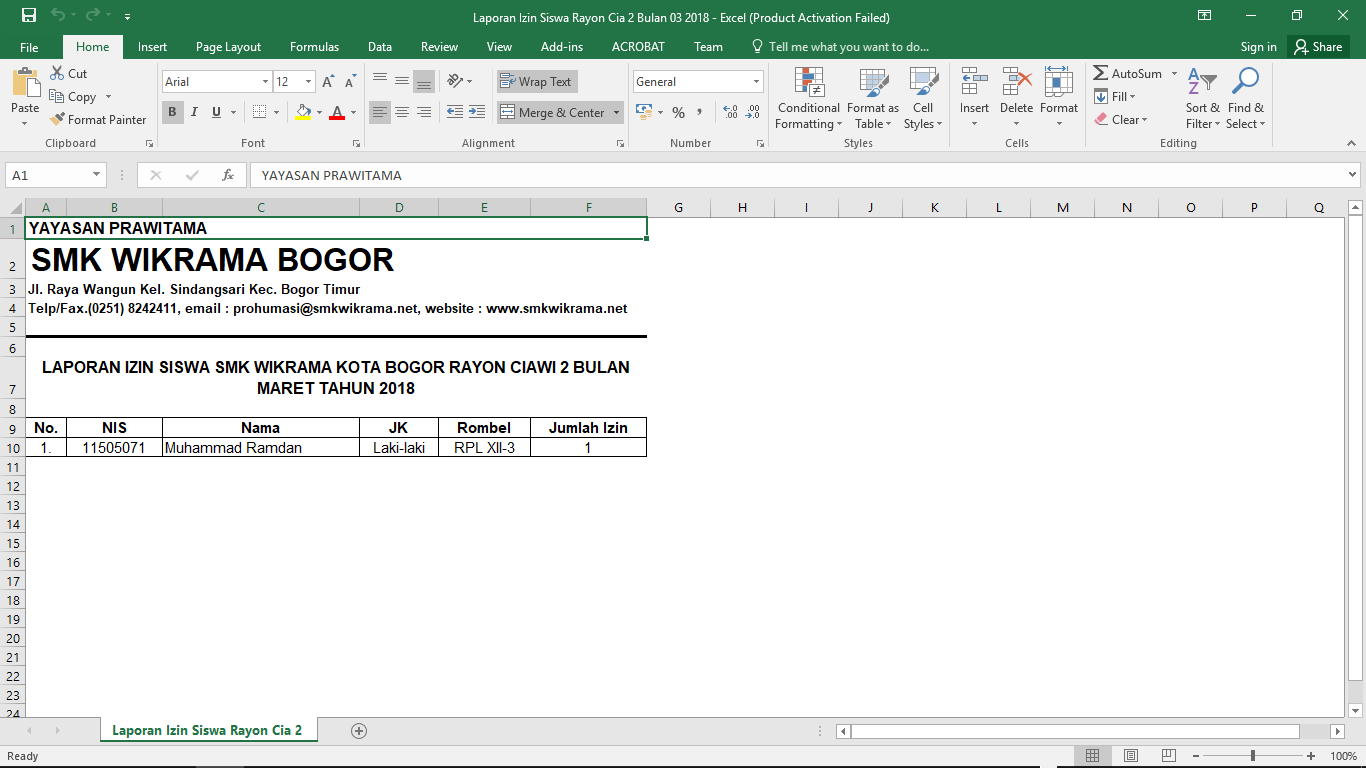 Laporan Izin Siswa Rayon Cia 2 Bulan 03 2018 - Excel (Product Activation Failed)
File Home Insert Page Layout Formulas Data Review View Add-ins ACROBAT Team Tell me what you want to do... Sign in Share
Paste
Cut
Copy
Format Painter
Clipboard
Arial 12 A A
B I U A
Font
Wrap Text
Merge & Center
Alignment
General
% , .0 .00 .00 .0
Number
Conditional Formatting
Format as Table
Cell Styles
Styles
Insert Delete Format
Cells
AutoSum
Fill
Clear
Sort & Filter
Find & Select
Editing
A1 fx YAYASAN PRAWITAMA
A B C D E F G H I J K L M N O P Q
1 YAYASAN PRAWITAMA
2 SMK WIKRAMA BOGOR
3 Jl. Raya Wangun Kel. Sindangsari Kec. Bogor Timur
4 Telp/Fax.(0251) 8242411, email : prohumasi@smkwikrama.net, website : www.smkwikrama.net
5
6
LAPORAN IZIN SISWA SMK WIKRAMA KOTA BOGOR RAYON CIAWI 2 BULAN
7 MARET TAHUN 2018
8
9 No. NIS Nama JK Rombel Jumlah Izin
10 1. 11505071 Muhammad Ramdan Laki-laki RPL XII-3 1
11
12
13
14
15
16
17
18
19
20
21
22
23
24
Laporan Izin Siswa Rayon Cia 2
Ready 100%